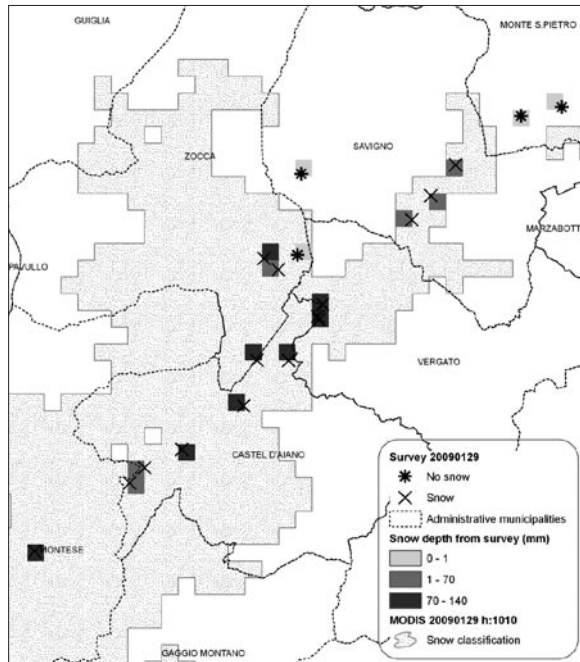 GUIGLIA
MONTE S.PIETRO
ZOCCA
SAVIGNO
MARZABOTT
PAVULLO
VERGATO
CASTEL D'AIANO
MONTESE
GAGGIO MONTANO
Survey 20090129
No snow
Snow
Administrative municipalities
Snow depth from survey (mm)
0 - 1
1 - 70
70 - 140
MODIS 20090129 h:1010
Snow classification